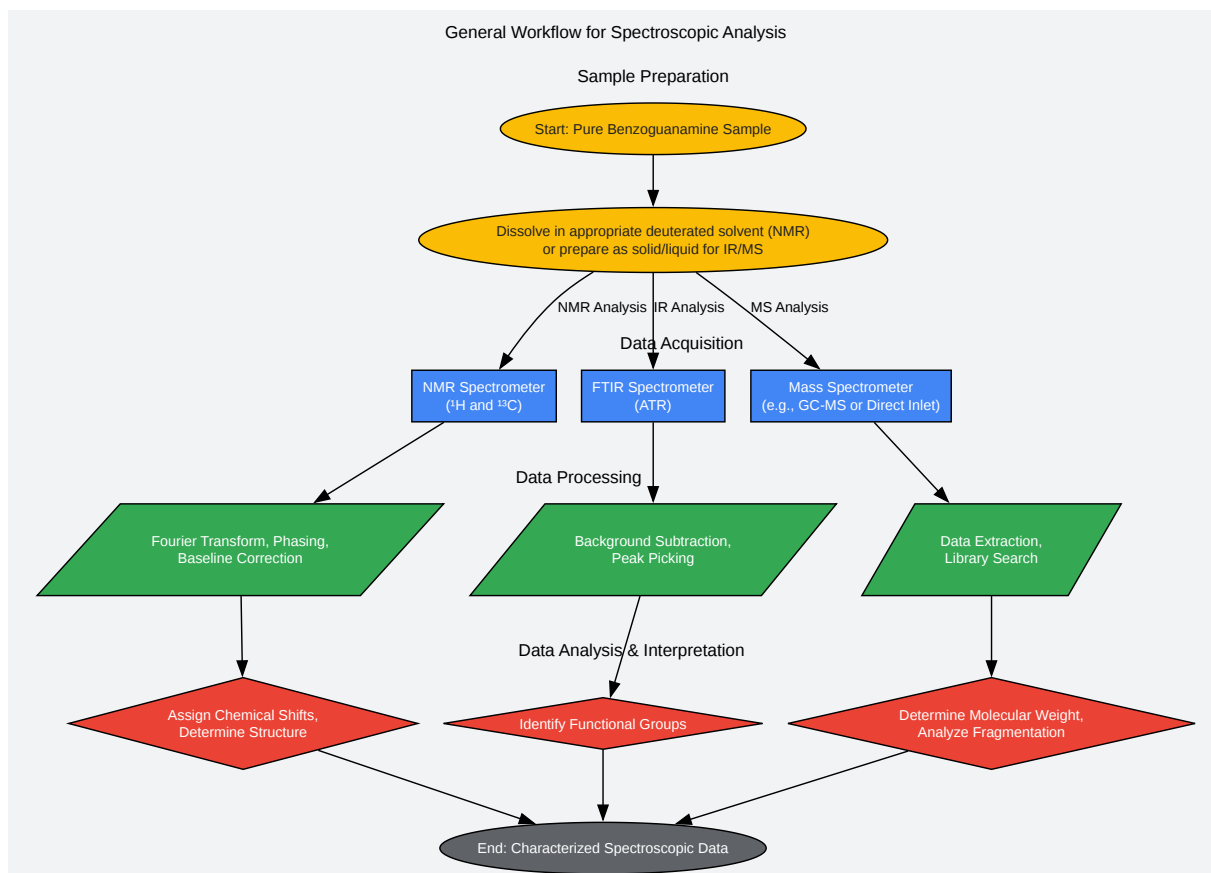 General Workflow for Spectroscopic Analysis
Sample Preparation
Start: Pure Benzoguanamine Sample
Dissolve in appropriate deuterated solvent (NMR)
or prepare as solid/liquid for IR/MS
NMR Analysis
IR Analysis
MS Analysis
Data Acquisition
NMR Spectrometer
(¹H and ¹³C)
FTIR Spectrometer
(ATR)
Mass Spectrometer
(e.g., GC-MS or Direct Inlet)
Data Processing
Fourier Transform, Phasing,
Baseline Correction
Background Subtraction,
Peak Picking
Data Extraction,
Library Search
Data Analysis & Interpretation
Assign Chemical Shifts,
Determine Structure
Identify Functional Groups
Determine Molecular Weight,
Analyze Fragmentation
End: Characterized Spectroscopic Data